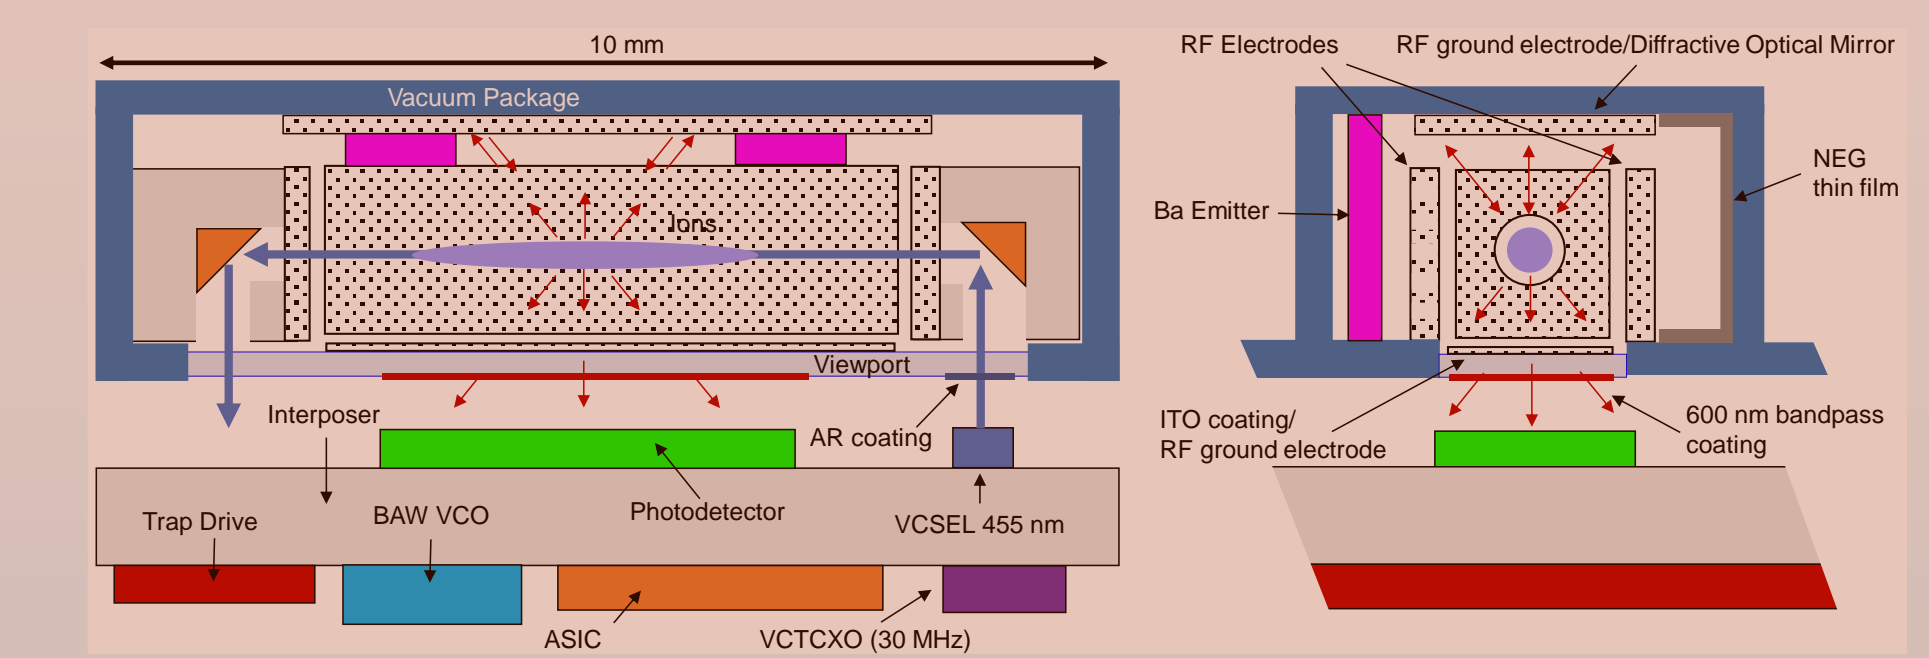 10 mm
Vacuum Package
Ions
Viewport
Interposer
AR coating
Trap Drive
BAW VCO
Photodetector
VCSEL 455 nm
ASIC
VCTCXO (30 MHz)
RF Electrodes
RF ground electrode/Diffractive Optical Mirror
NEG
thin film
Ba Emitter
ITO coating/
RF ground electrode
600 nm bandpass
coating